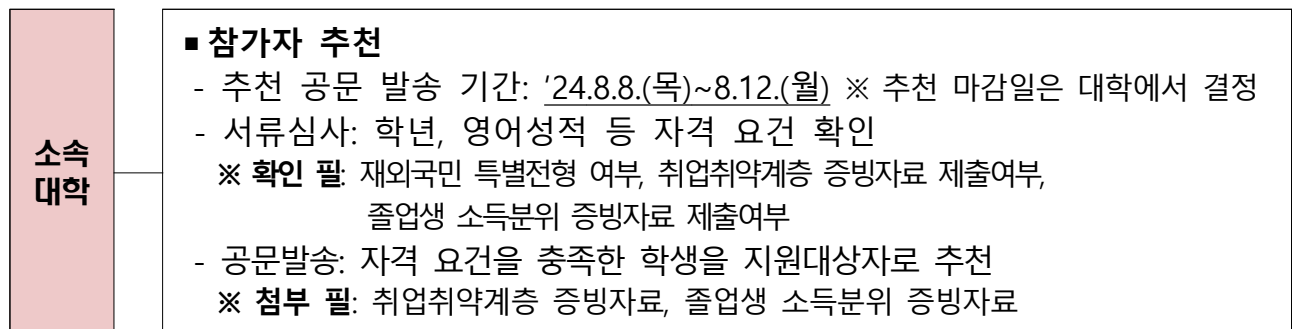 소속
대학
■ 참가자 추천
- 추천 공문 발송 기간: ’24.8.8.(목)~8.12.(월) ※ 추천 마감일은 대학에서 결정
- 서류심사: 학년, 영어성적 등 자격 요건 확인
※ 확인 필: 재외국민 특별전형 여부, 취업취약계층 증빙자료 제출여부,
졸업생 소득분위 증빙자료 제출여부
- 공문발송: 자격 요건을 충족한 학생을 지원대상자로 추천
※ 첨부 필: 취업취약계층 증빙자료, 졸업생 소득분위 증빙자료